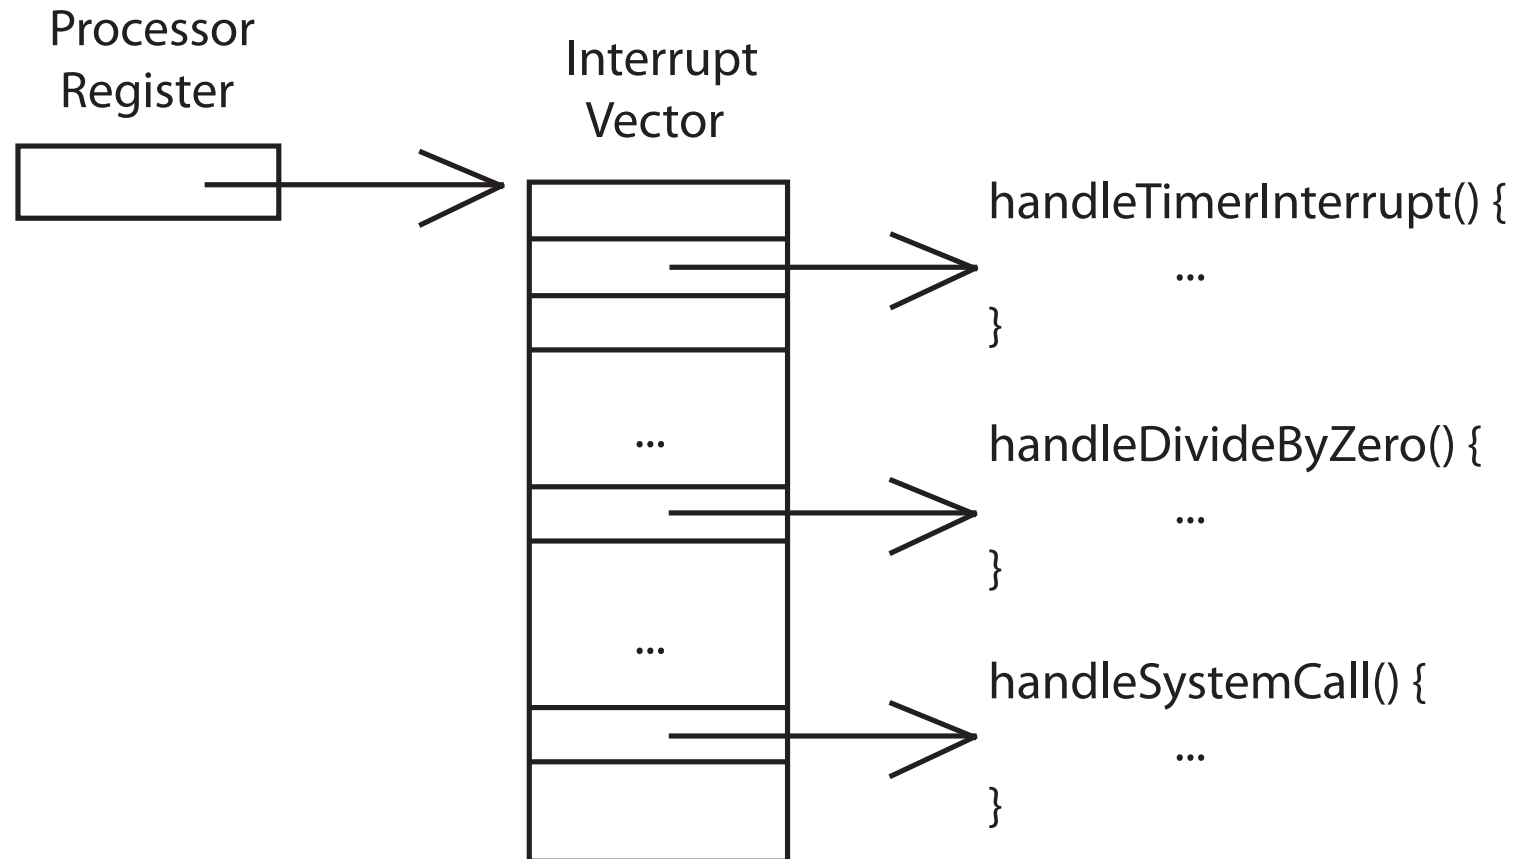 Processor
Register
Interrupt
Vector
handleTimerInterrupt() {
...
}
...
handleDivideByZero() {
...
}
...
handleSystemCall() {
...
}